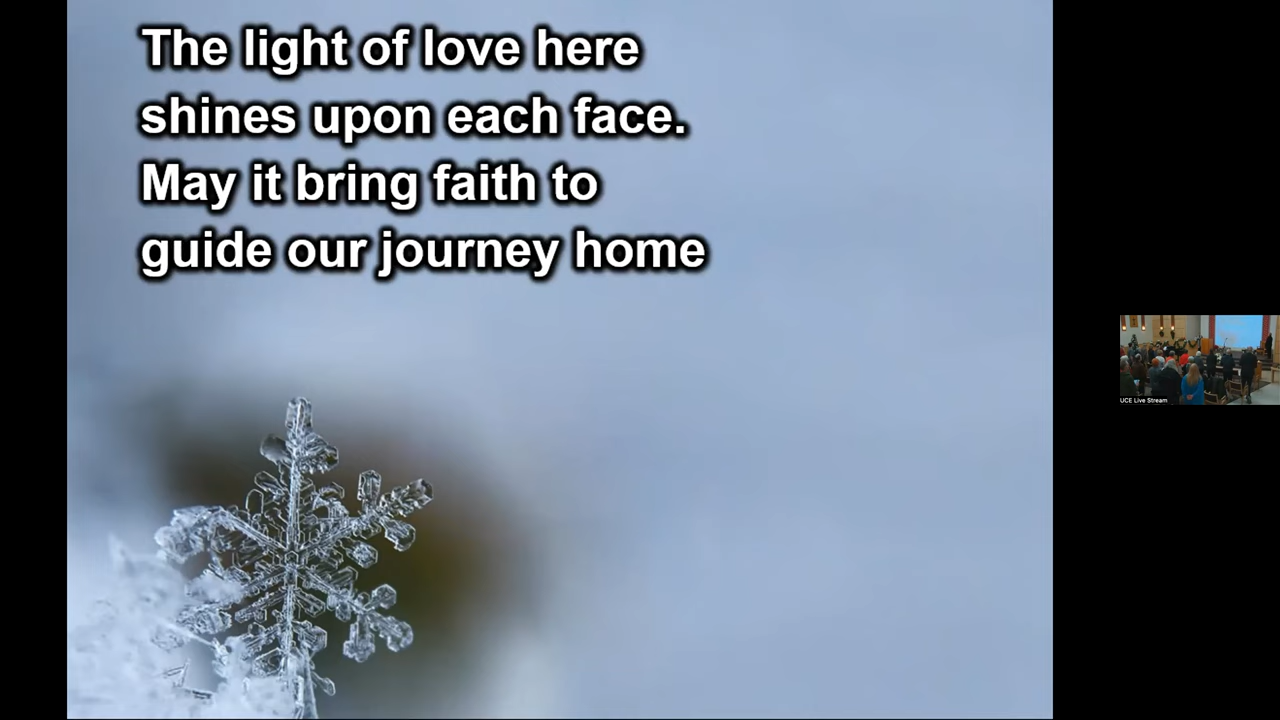 The light of love here
shines upon each face.
May it bring faith to
guide our journey home
UCE Live Stream